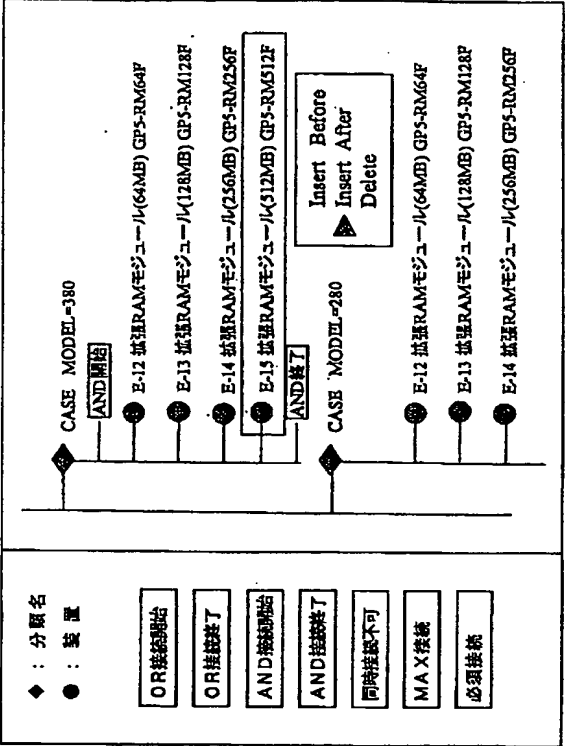 ◆ : 分類名
● : 装置
OR接続開始
OR接続終了
AND接続開始
AND接続終了
同時接続不可
MAX接続
必須接続
CASE MODEL=380
AND開始
E-12 拡張RAMモジュール(64MB) GP5-RM64F
E-13 拡張RAMモジュール(128MB) GP5-RM128F
E-14 拡張RAMモジュール(256MB) GP5-RM256F
E-15 拡張RAMモジュール(512MB) GP5-RM512F
AND終了
CASE MODEL=280
E-12 拡張RAMモジュール(64MB) GP5-RM64F
E-13 拡張RAMモジュール(128MB) GP5-RM128F
E-14 拡張RAMモジュール(256MB) GP5-RM256F
Insert Before
Insert After
Delete